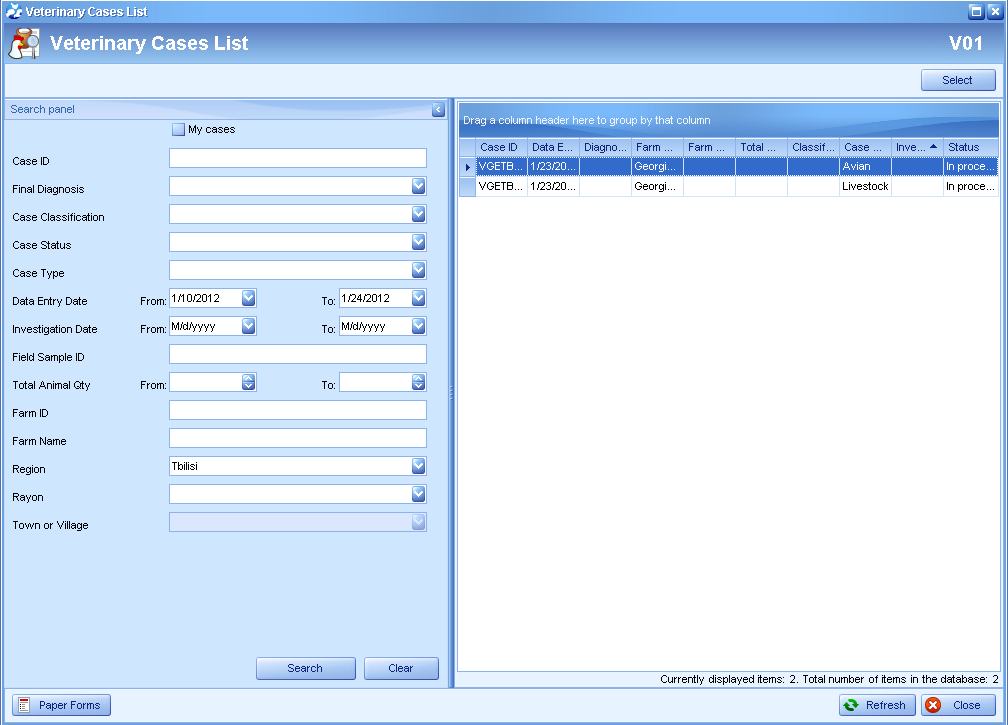 Veterinary Cases List
Veterinary Cases List V01
Select
Search panel
My cases
Case ID
Final Diagnosis
Case Classification
Case Status
Case Type
Data Entry Date From: 1/10/2012 To: 1/24/2012
Investigation Date From: M/d/yyyy To: M/d/yyyy
Field Sample ID
Total Animal Qty From: To:
Farm ID
Farm Name
Region Tbilisi
Rayon
Town or Village
Search Clear
Drag a column header here to group by that column
Case ID Data E... Diagno... Farm ... Farm ... Total ... Classif... Case ... Inve... Status
VGETB... 1/23/20... Georgi... Avian In proce...
VGETB... 1/23/20... Georgi... Livestock In proce...
Currently displayed items: 2. Total number of items in the database: 2
Paper Forms Refresh Close